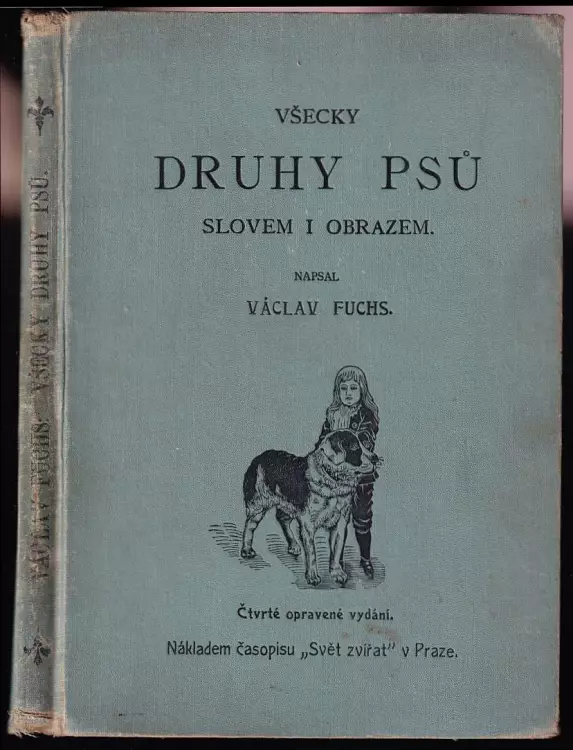 VŠECKY
DRUHY PSŮ
SLOVEM I OBRAZEM.
NAPSAL
VÁCLAV FUCHS.
Čtvrté opravené vydání.
Nákladem časopisu „Svět zvířat" v Praze.
VÁCLAV FUCHS: VŠECKY DRUHY PSŮ.